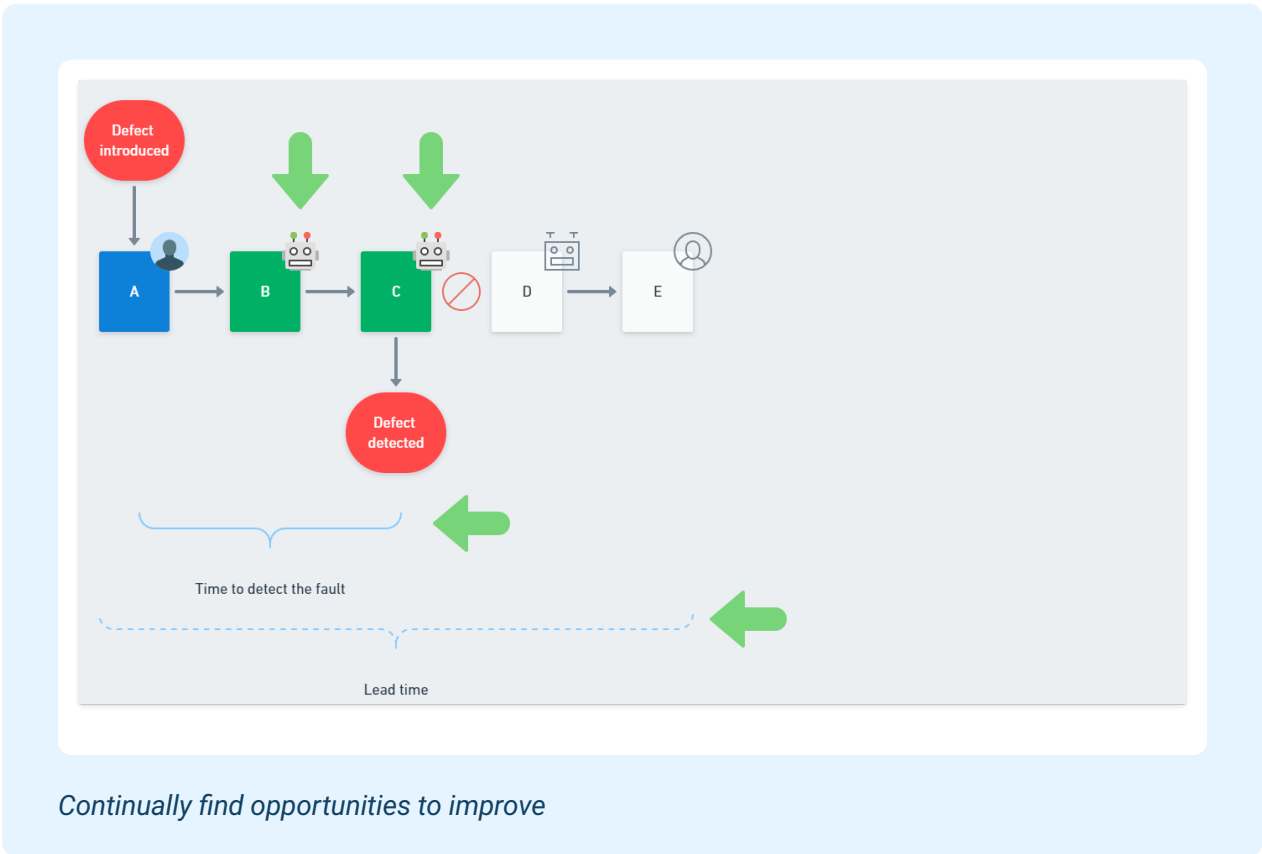 Defect
introduced
A
B
C
D
E
Defect
detected
Time to detect the fault
Lead time
Continually find opportunities to improve